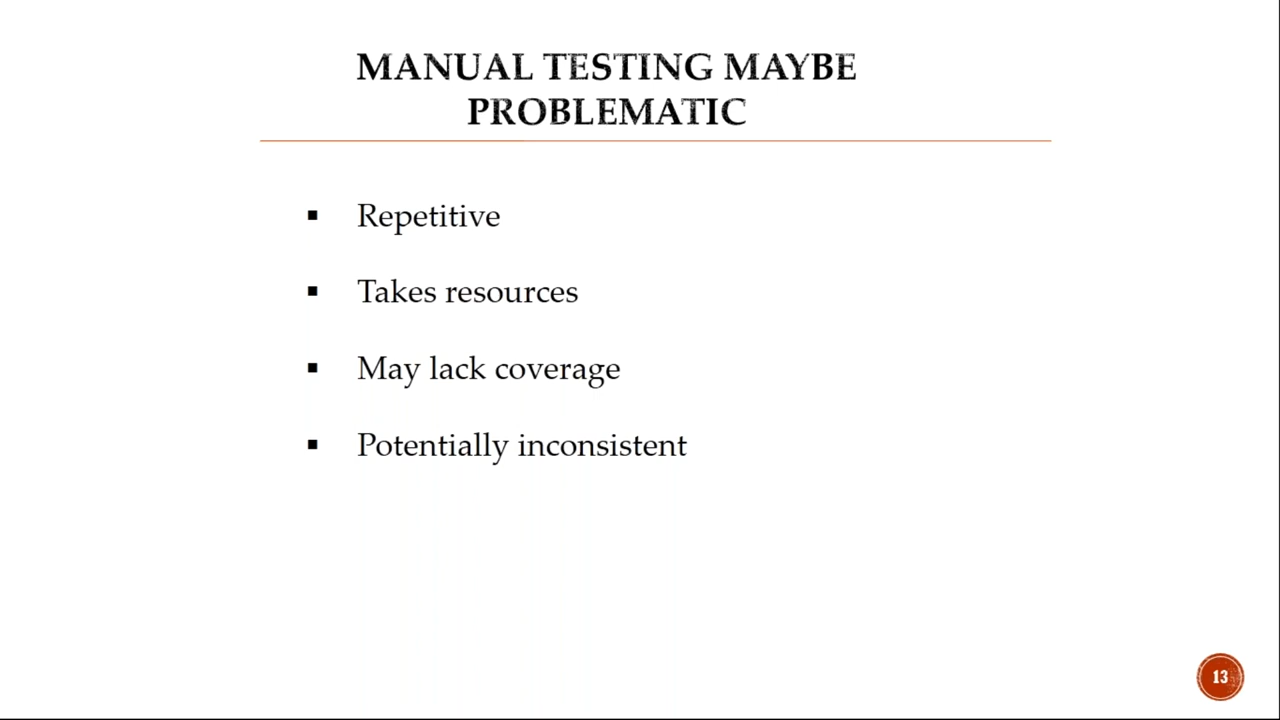 MANUAL TESTING MAYBE
PROBLEMATIC
▪ Repetitive
▪ Takes resources
▪ May lack coverage
▪ Potentially inconsistent
13